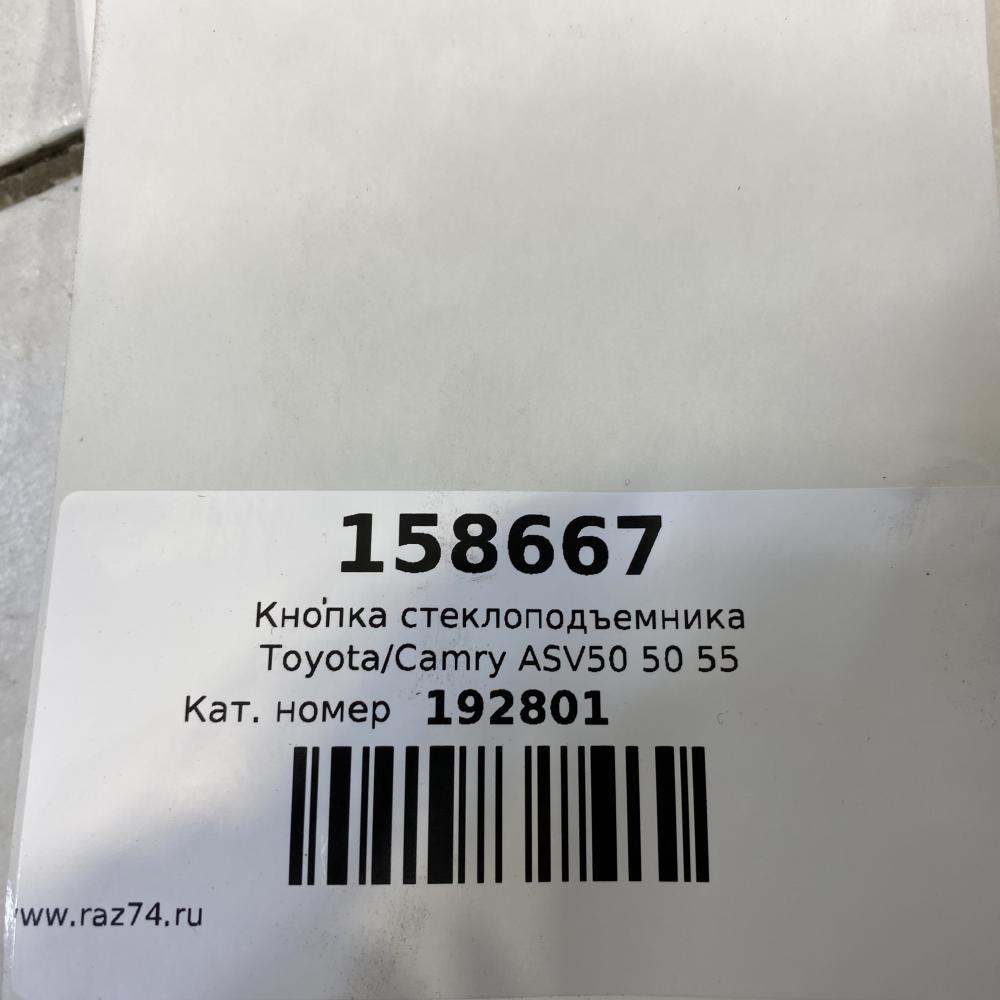 158667
Кнопка стеклоподъемника
Toyota/Camry ASV50 50 55
Кат. номер 192801
www.raz74.ru